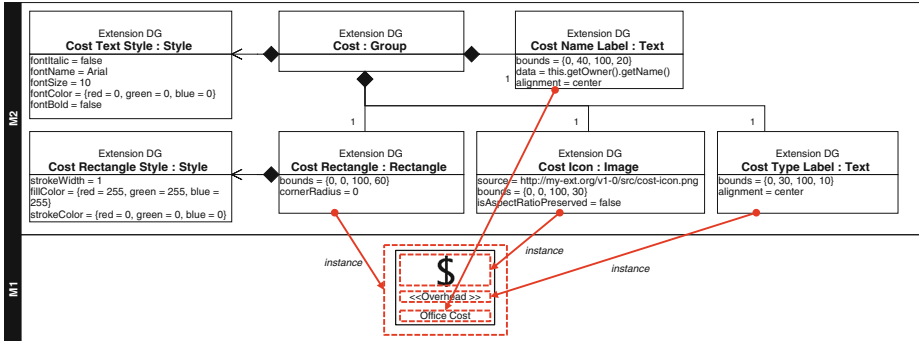 M2
Extension DG
Cost Text Style : Style
fontItalic = false
fontName = Arial
fontSize = 10
fontColor = {red = 0, green = 0, blue = 0}
fontBold = false
Extension DG
Cost : Group
Extension DG
Cost Name Label : Text
bounds = {0, 40, 100, 20}
data = this.getOwner().getName()
alignment = center
1
1
1
1
Extension DG
Cost Rectangle Style : Style
strokeWidth = 1
fillColor = {red = 255, green = 255, blue =
255}
strokeColor = {red = 0, green = 0, blue = 0}
Extension DG
Cost Rectangle : Rectangle
bounds = {0, 0, 100, 60}
cornerRadius = 0
Extension DG
Cost Icon : Image
source = http://my-ext.org/v1-0/src/cost-icon.png
bounds = {0, 0, 100, 30}
isAspectRatioPreserved = false
Extension DG
Cost Type Label : Text
bounds = {0, 30, 100, 10}
alignment = center
M1
instance
instance
instance
$
<<Overhead >>
Office Cost